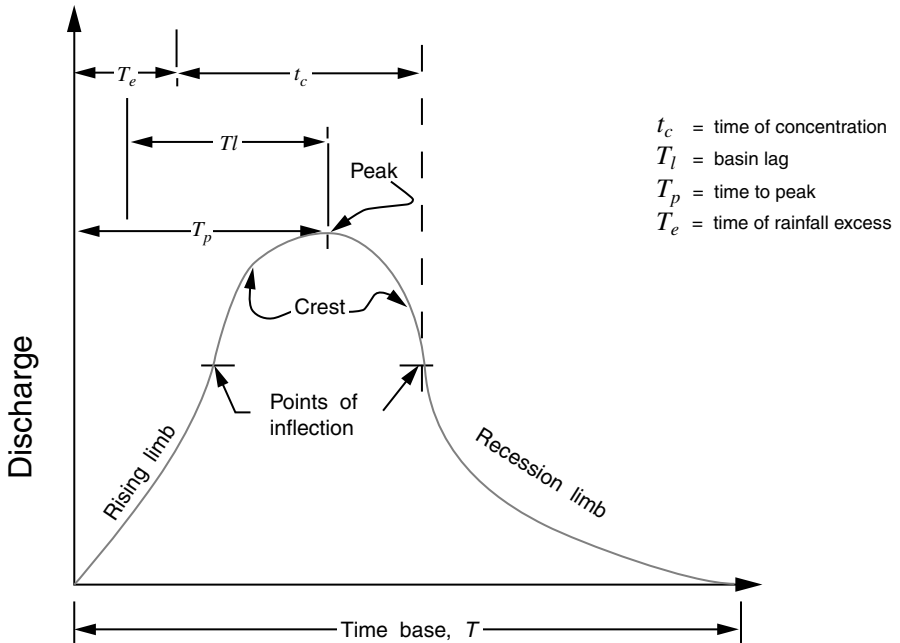 T_e
t_c
Tl
Peak
T_p
t_c = time of concentration
T_l = basin lag
T_p = time to peak
T_e = time of rainfall excess
Crest
Points of
inflection
Discharge
Rising limb
Recession limb
Time base, T